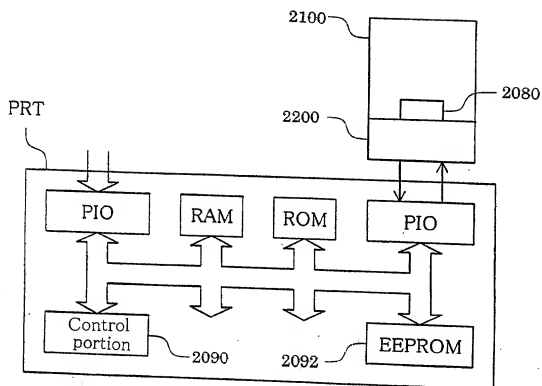 2100
2080
2200
PRT
PIO
RAM
ROM
PIO
Control
portion
2090
2092
EEPROM